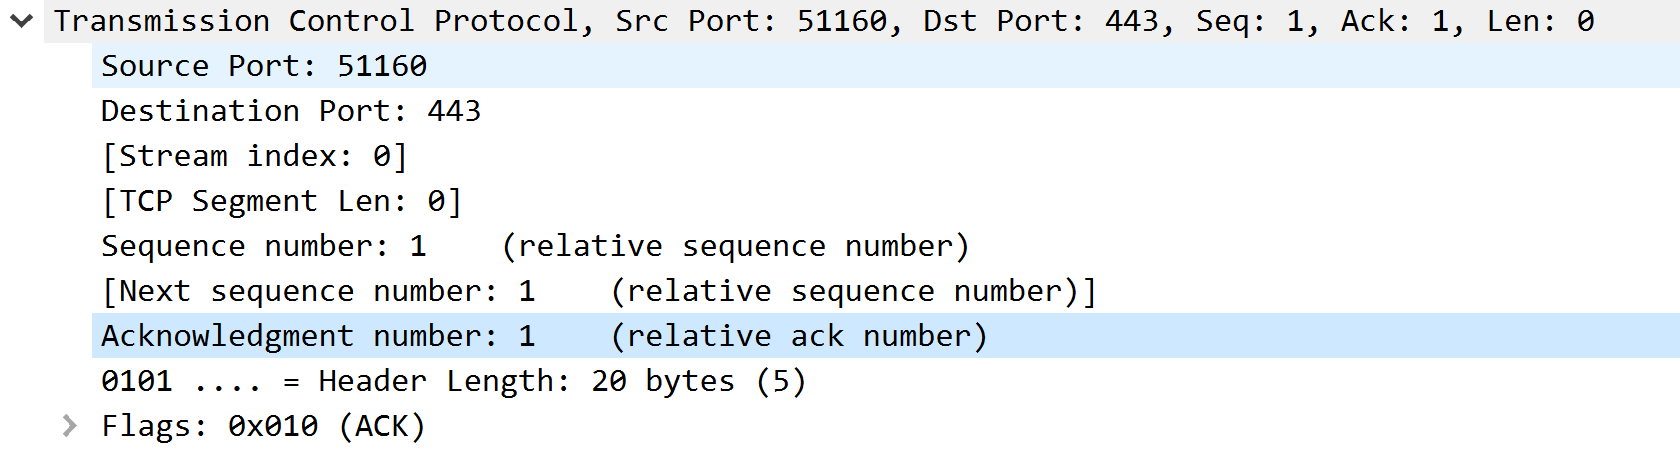 Transmission Control Protocol, Src Port: 51160, Dst Port: 443, Seq: 1, Ack: 1, Len: 0
Source Port: 51160
Destination Port: 443
[Stream index: 0]
[TCP Segment Len: 0]
Sequence number: 1    (relative sequence number)
[Next sequence number: 1    (relative sequence number)]
Acknowledgment number: 1    (relative ack number)
0101 .... = Header Length: 20 bytes (5)
Flags: 0x010 (ACK)